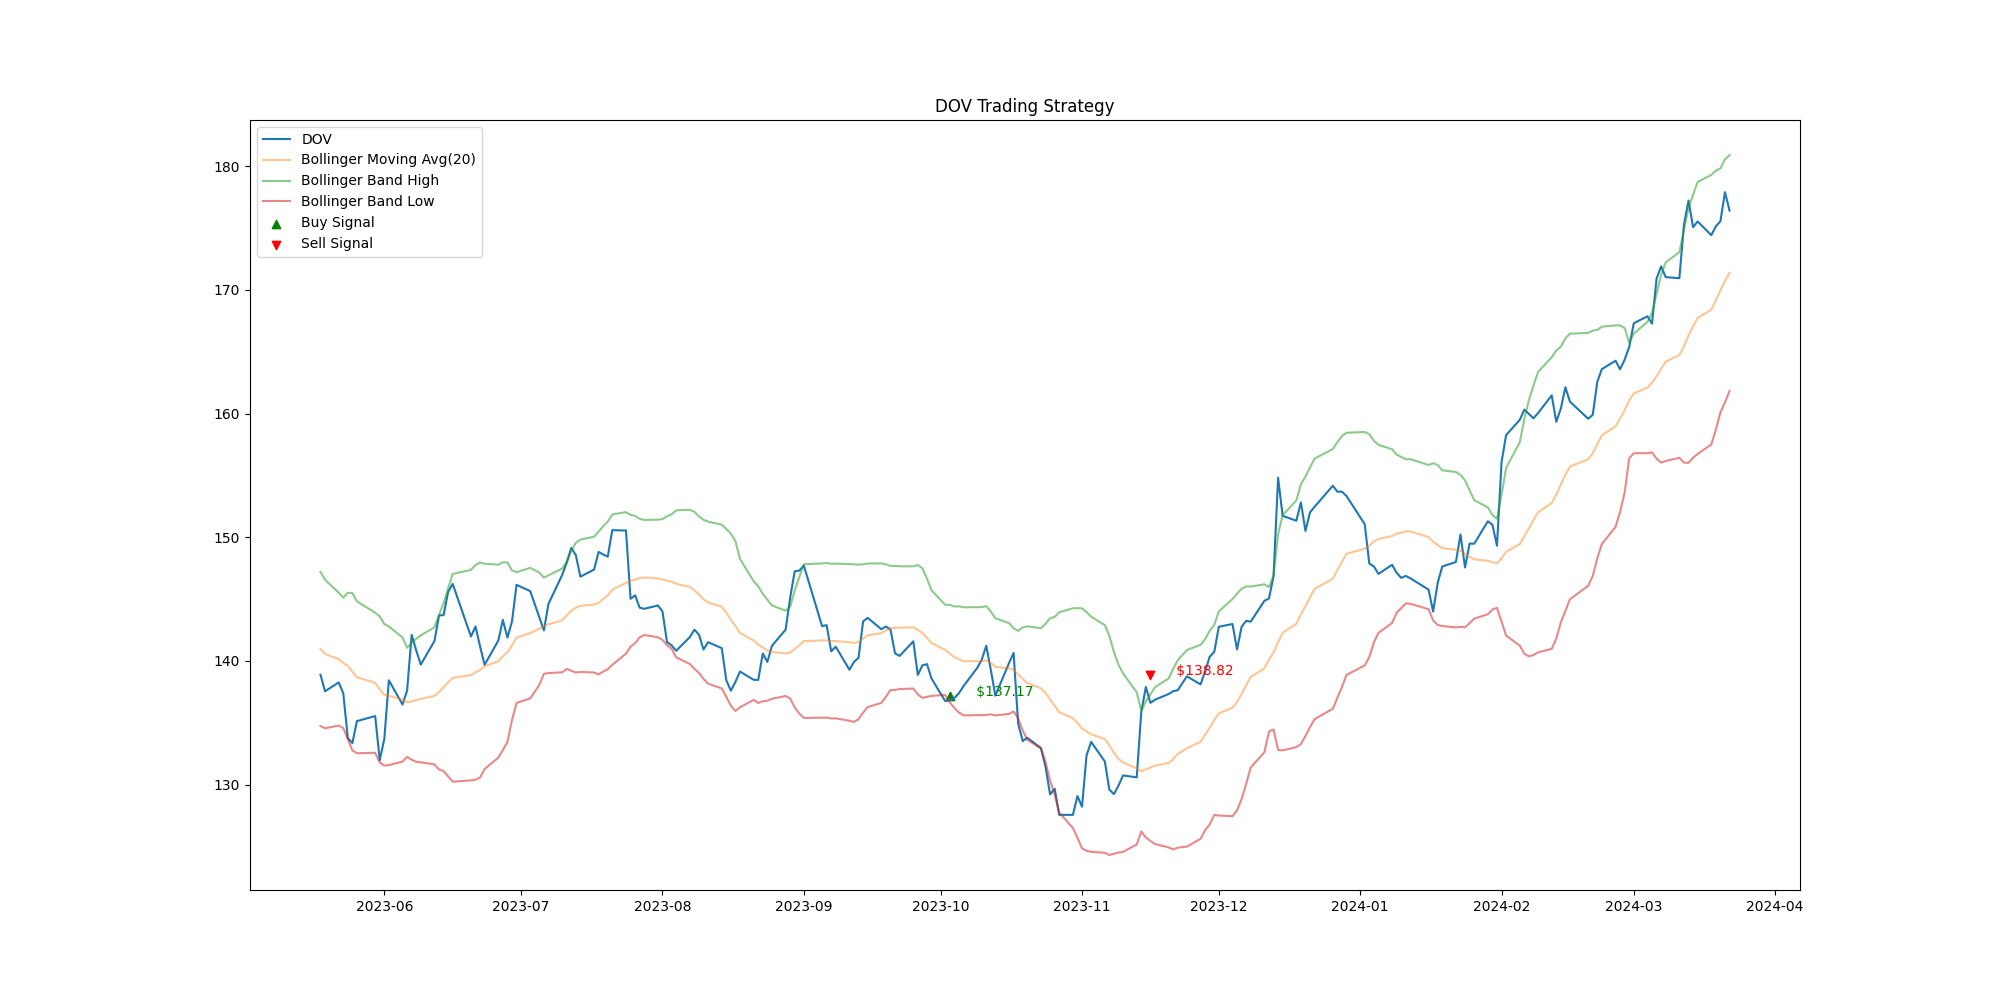 DOV Trading Strategy
DOV
Bollinger Moving Avg(20)
Bollinger Band High
Bollinger Band Low
Buy Signal
Sell Signal
180
170
160
150
140
130
$138.82
$137.17
2023-06 2023-07 2023-08 2023-09 2023-10 2023-11 2023-12 2024-01 2024-02 2024-03 2024-04